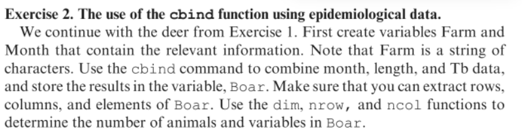 Exercise 2. The use of the cbind function using epidemiological data.
We continue with the deer from Exercise 1. First create variables Farm and
Month that contain the relevant information. Note that Farm is a string of
characters. Use the cbind command to combine month, length, and Tb data,
and store the results in the variable, Boar. Make sure that you can extract rows,
columns, and elements of Boar. Use the dim, nrow, and ncol functions to
determine the number of animals and variables in Boar.